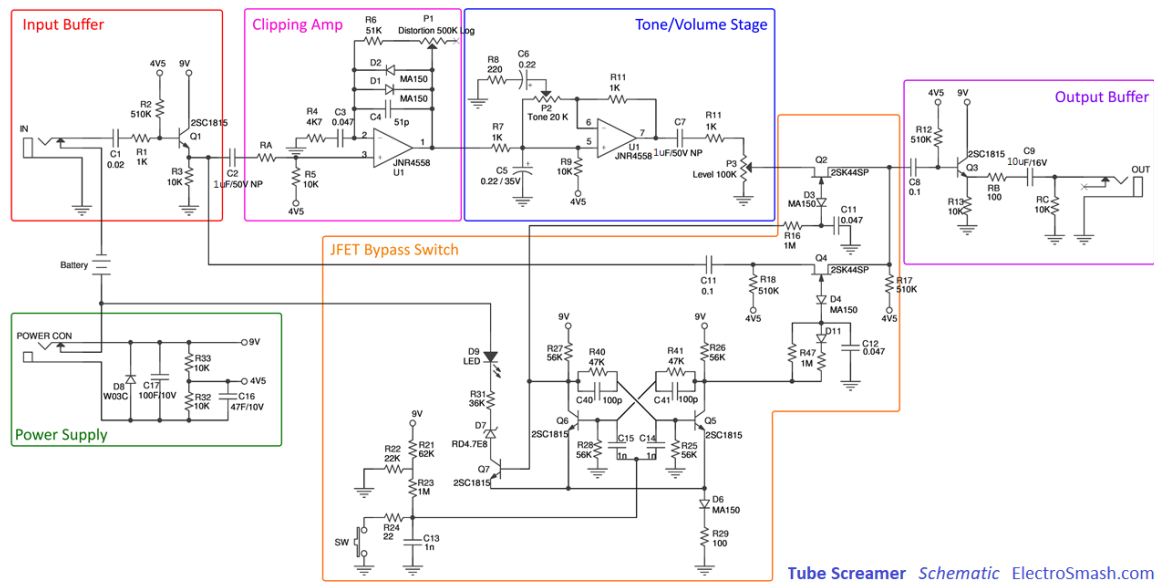 Input Buffer
Clipping Amp
Tone/Volume Stage
Output Buffer
JFET Bypass Switch
Power Supply
IN
C1
0.02
R1
1K
4V5
9V
R2
510K
2SC1815
Q1
R3
10K
C2
1uF/50V NP
RA
R5
10K
4V5
R4
4K7
C3
0.047
R6
51K
P1
Distortion 500K Log
D2
MA150
D1
MA150
C4
51p
2
3
1
JNR4558
U1
R7
1K
R8
220
C6
0.22
P2
Tone 20 K
R11
1K
C5
0.22 / 35V
R9
10K
4V5
6
5
7
U1
JNR4558
C7
1uF/50V NP
R11
1K
P3
Level 100K
Q2
2SK44SP
D3
MA150
C11
0.047
R16
1M
4V5
9V
R12
510K
C8
0.1
2SC1815
Q3
R13
10K
RB
100
C9
10uF/16V
RC
10K
OUT
Battery
POWER CON
D8
W03C
C17
100F/10V
R33
10K
R32
10K
9V
4V5
C16
47F/10V
C11
0.1
R18
510K
4V5
Q4
2SK44SP
R17
510K
4V5
D4
MA150
D11
R47
1M
C12
0.047
D9
LED
R31
36K
D7
RD4.7E8
Q7
2SC1815
9V
R27
56K
R40
47K
C40
100p
R41
47K
C41
100p
9V
R26
56K
Q6
2SC1815
R28
56K
C15
1n
C14
1n
R25
56K
Q5
2SC1815
D6
MA150
R29
100
9V
R21
62K
R22
22K
R23
1M
R24
22
SW
C13
1n
Tube Screamer Schematic ElectroSmash.com